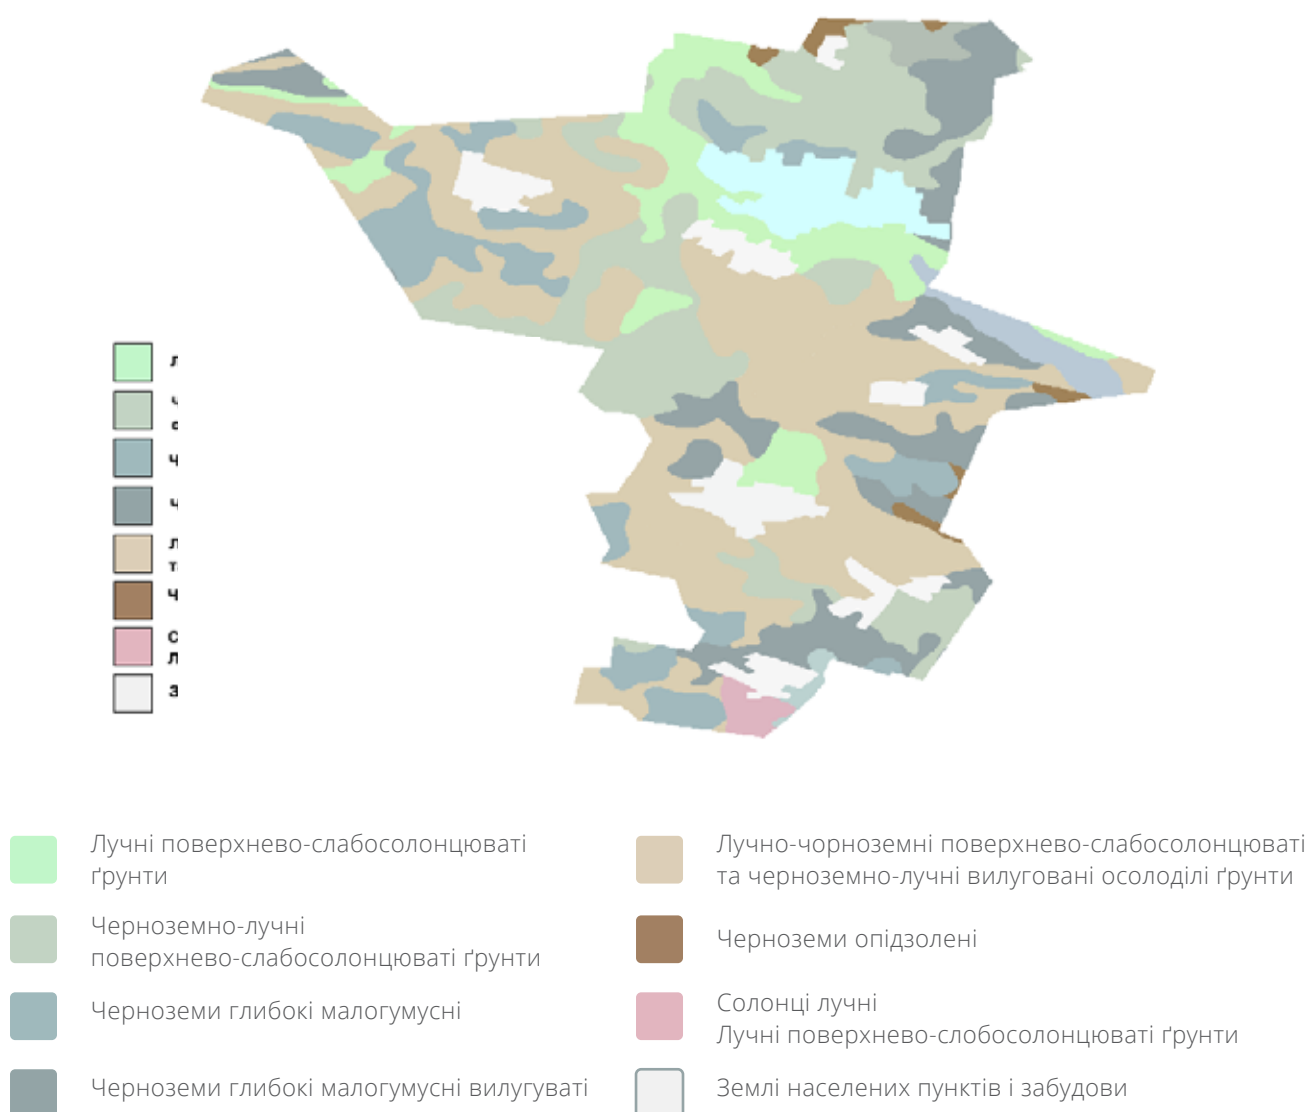 Л
Ч
с
Ч
Ч
Л
т
Ч
С
Л
З
Лучні поверхнево-слабосолонцюваті
ґрунти
Черноземно-лучні
поверхнево-слабосолонцюваті ґрунти
Черноземи глибокі малогумусні
Черноземи глибокі малогумусні вилугуваті
Лучно-чорноземні поверхнево-слабосолонцюваті
та черноземно-лучні вилуговані осолоділі ґрунти
Черноземи опідзолені
Солонці лучні
Лучні поверхнево-слобосолонцюваті ґрунти
Землі населених пунктів і забудови